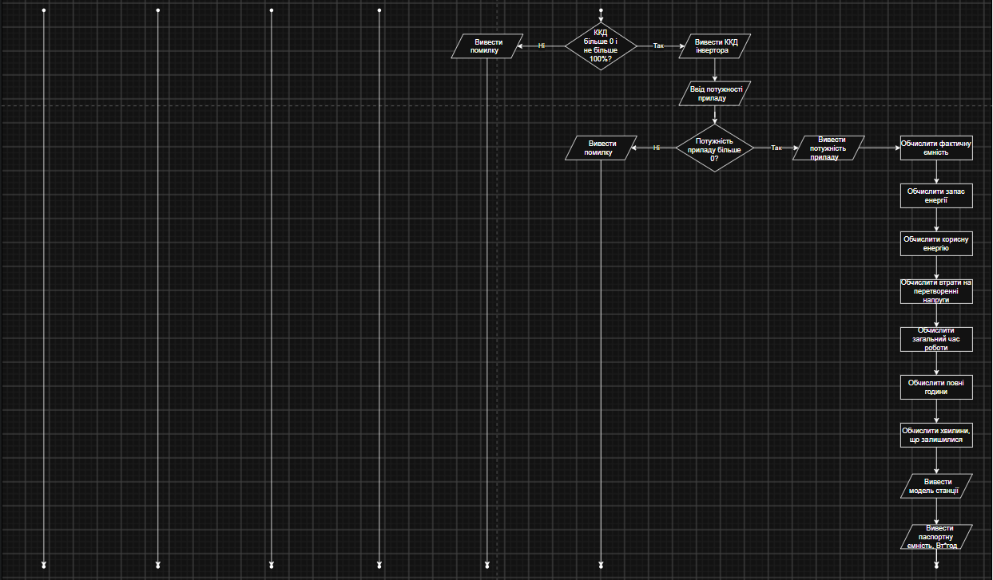 ККД
більше 0 і
не більше
100%?
Вивести
помилку
Ні
Так
Вивести ККД
інвертора
Ввід потужності
приладу
Потужність
приладу більше
0?
Вивести
помилку
Ні
Так
Вивести
потужність
приладу
Обчислити фактичну
ємність
Обчислити запас
енергії
Обчислити корисну
енергію
Обчислити втрати на
перетворенні
напруги
Обчислити
загальний час
роботи
Обчислити повні
години
Обчислити хвилини,
що залишилися
Вивести
модель станції
Вивести
паспортну
ємність, Вт*год